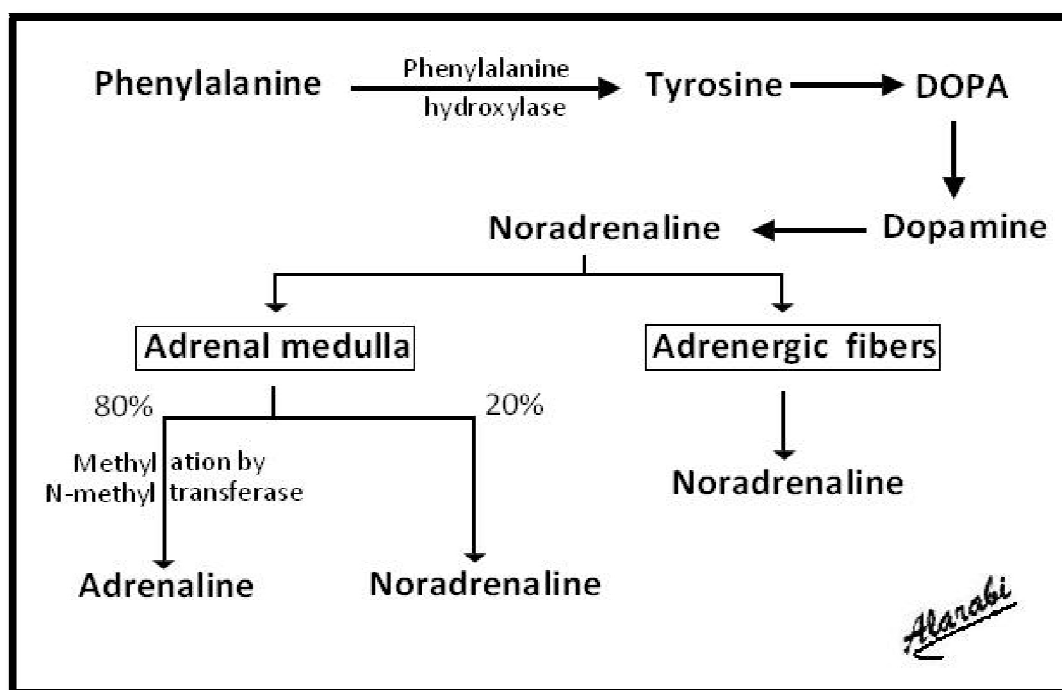 Phenylalanine
Phenylalanine
hydroxylase
Tyrosine
DOPA
Noradrenaline
Dopamine
Adrenal medulla
Adrenergic fibers
80%
20%
Methylation by
N-methyl transferase
Noradrenaline
Adrenaline
Noradrenaline
Alarabi